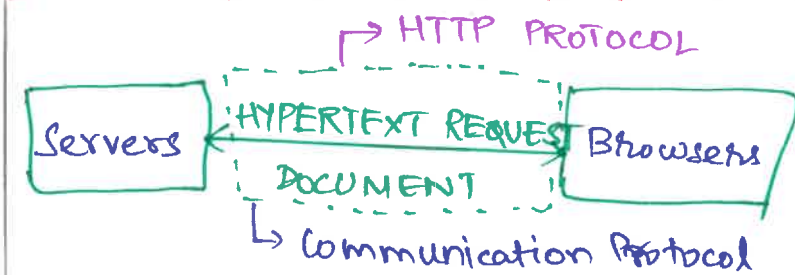 HTTP PROTOCOL
HYPERTEXT REQUEST
Servers
Browsers
DOCUMENT
Communication Protocol